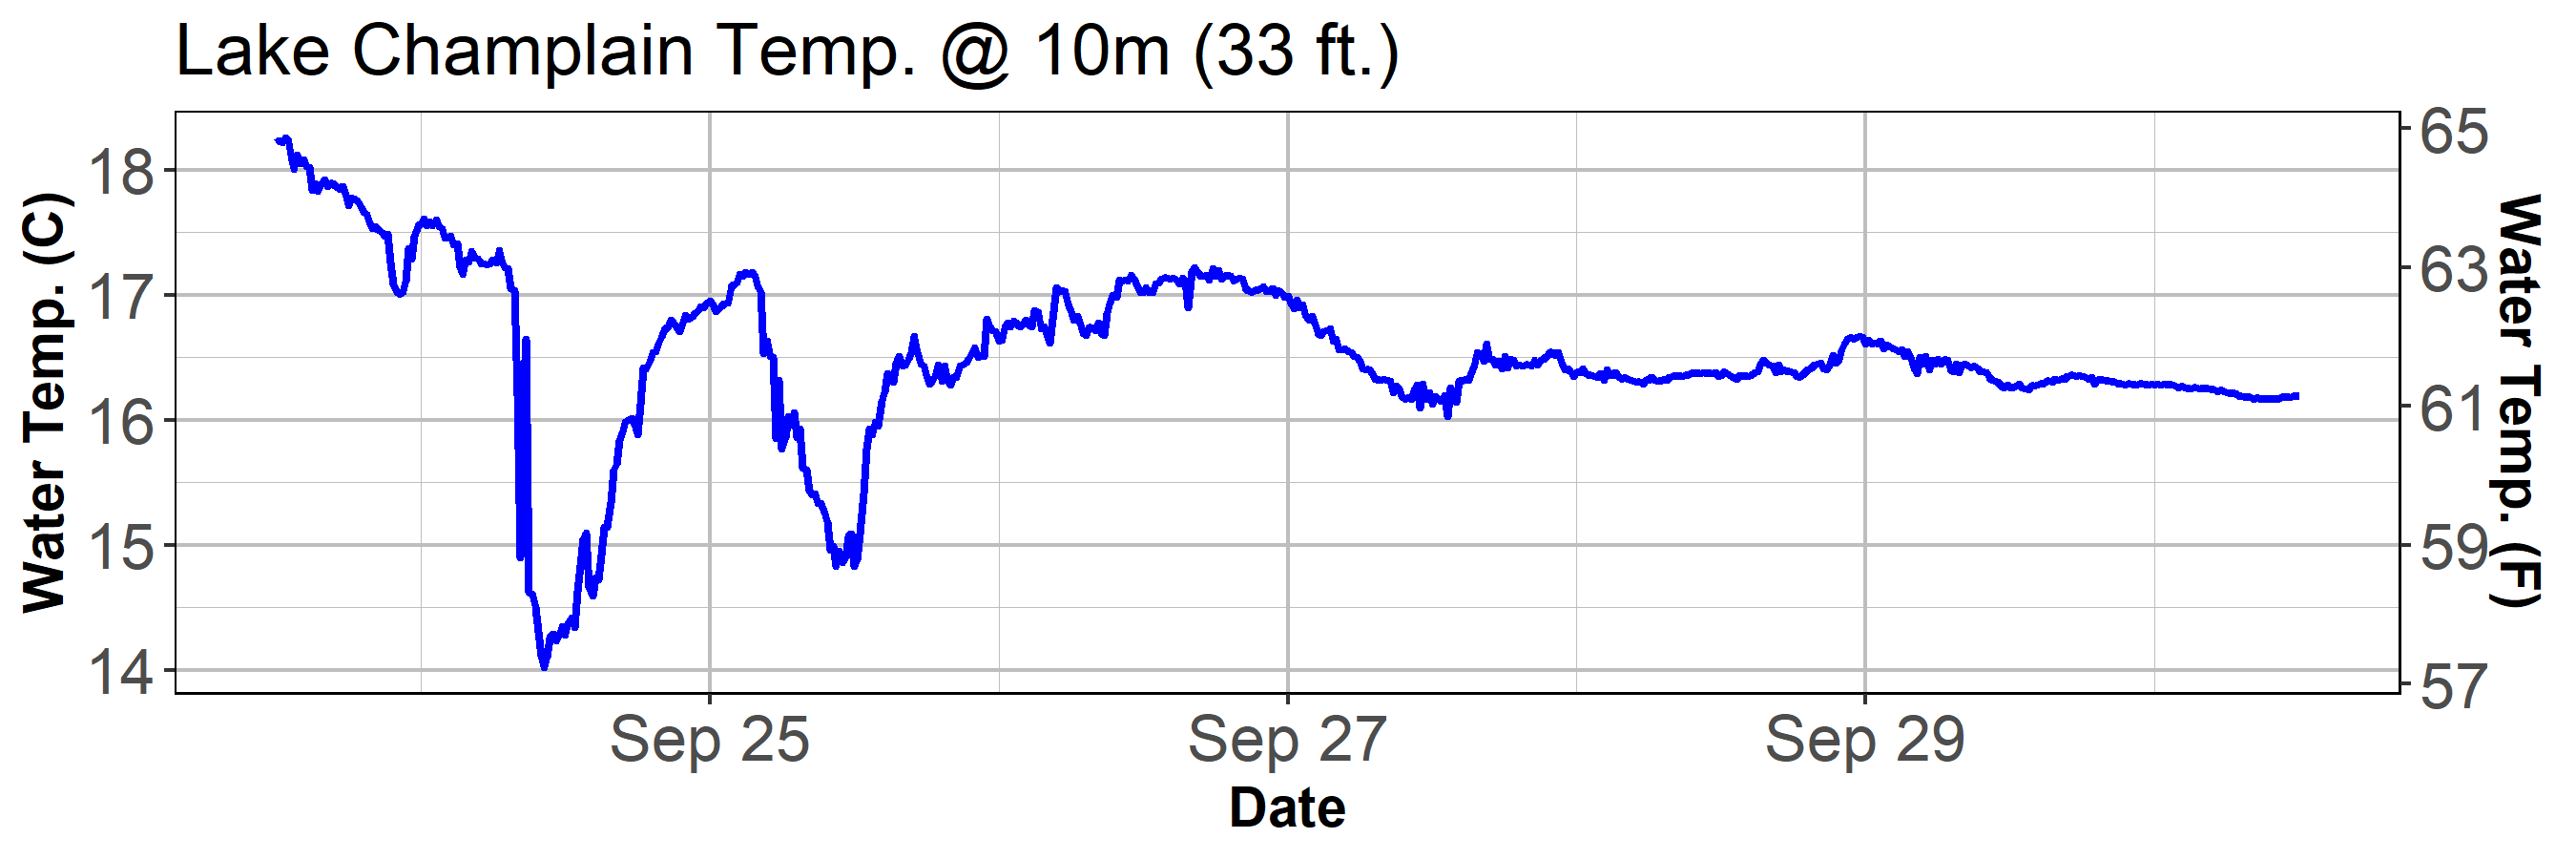 Lake Champlain Temp. @ 10m (33 ft.)
Water Temp. (C)
18
17
16
15
14
65
63
61
59
57
Water Temp. (F)
Sep 25
Sep 27
Sep 29
Date